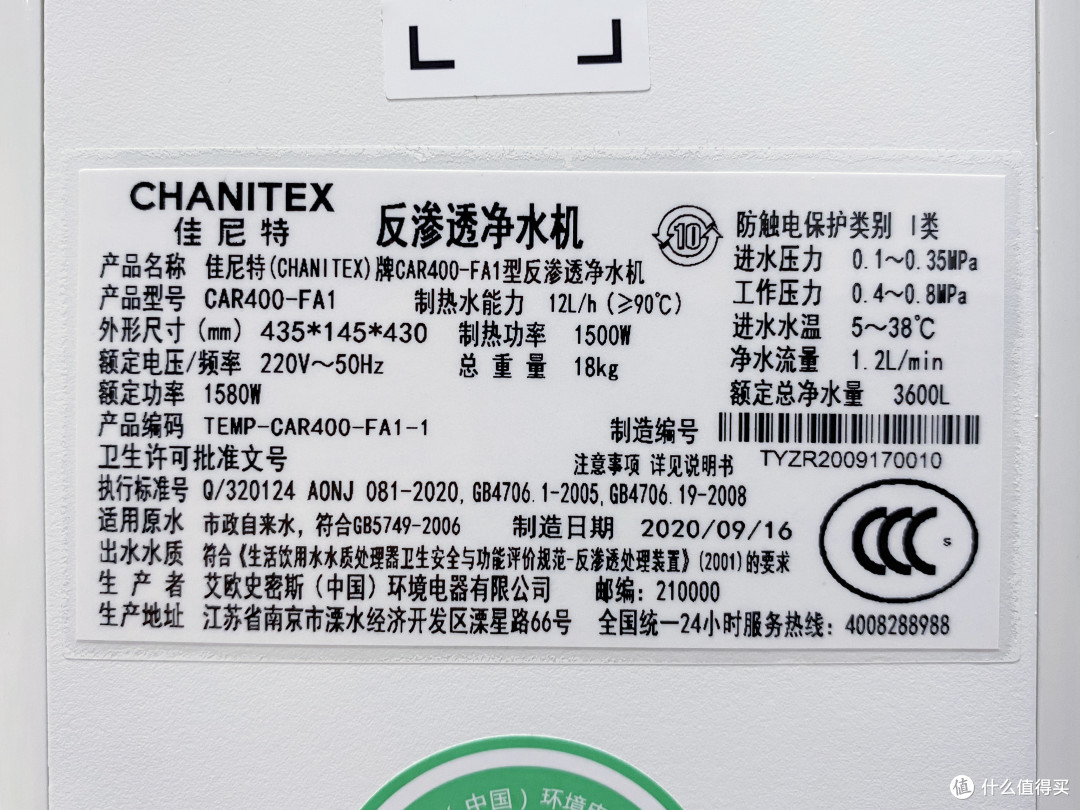 CHANITEX
佳尼特
反渗透净水机
10
防触电保护类别 I类
产品名称 佳尼特(CHANITEX)牌CAR400-FA1型反渗透净水机
进水压力 0.1～0.35MPa
产品型号 CAR400-FA1 制热水能力 12L/h (≥90℃)
工作压力 0.4～0.8MPa
外形尺寸 (mm) 435*145*430 制热功率 1500W
进水水温 5～38℃
额定电压/频率 220V～50Hz 总重量 18kg
净水流量 1.2L/min
额定功率 1580W
额定总净水量 3600L
产品编码 TEMP-CAR400-FA1-1
制造编号
卫生许可批准文号
注意事项 详见说明书 TYZR2009170010
执行标准号 Q/320124 AONJ 081-2020,GB4706.1-2005,GB4706.19-2008
适用原水 市政自来水，符合GB5749-2006 制造日期 2020/09/16
CCC S
出水水质 符合《生活饮用水水质处理器卫生安全与功能评价规范-反渗透处理装置》(2001)的要求
生产者 艾欧史密斯（中国）环境电器有限公司 邮编：210000
生产地址 江苏省南京市溧水经济开发区溧星路66号 全国统一24小时服务热线：4008288988
（中国）环境
值 什么值得买